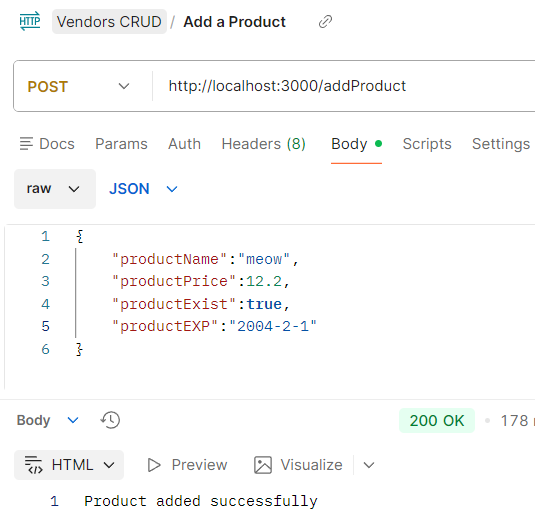 HTTP Vendors CRUD / Add a Product
POST http://localhost:3000/addProduct
Docs Params Auth Headers (8) Body Scripts Settings
raw JSON
1 {
2 "productName":"meow",
3 "productPrice":12.2,
4 "productExist":true,
5 "productEXP":"2004-2-1"
6 }
Body 200 OK 178
HTML Preview Visualize
1 Product added successfully